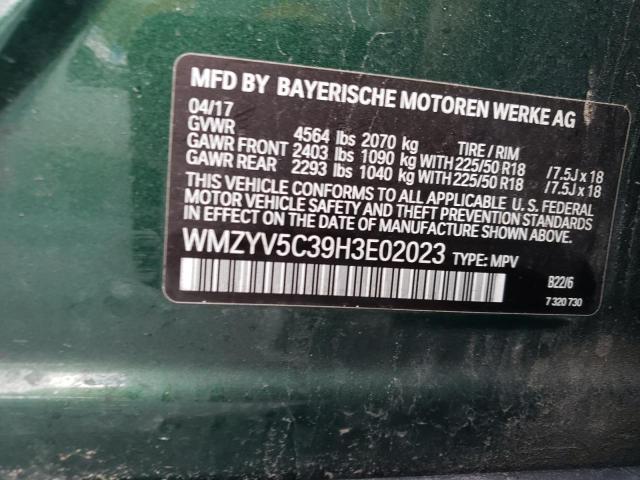 MFD BY BAYERISCHE MOTOREN WERKE AG
04/17
GVWR 4564 lbs 2070 kg TIRE / RIM
GAWR FRONT 2403 lbs 1090 kg WITH 225/50 R18 /7.5J x 18
GAWR REAR 2293 lbs 1040 kg WITH 225/50 R18 /7.5J x 18
THIS VEHICLE CONFORMS TO ALL APPLICABLE U. S. FEDERAL
MOTOR VEHICLE SAFETY AND THEFT PREVENTION STANDARDS
IN EFFECT ON THE DATE OF MANUFACTURE SHOWN ABOVE.
WMZYV5C39H3E02023 TYPE: MPV
B22/6
7 320 730